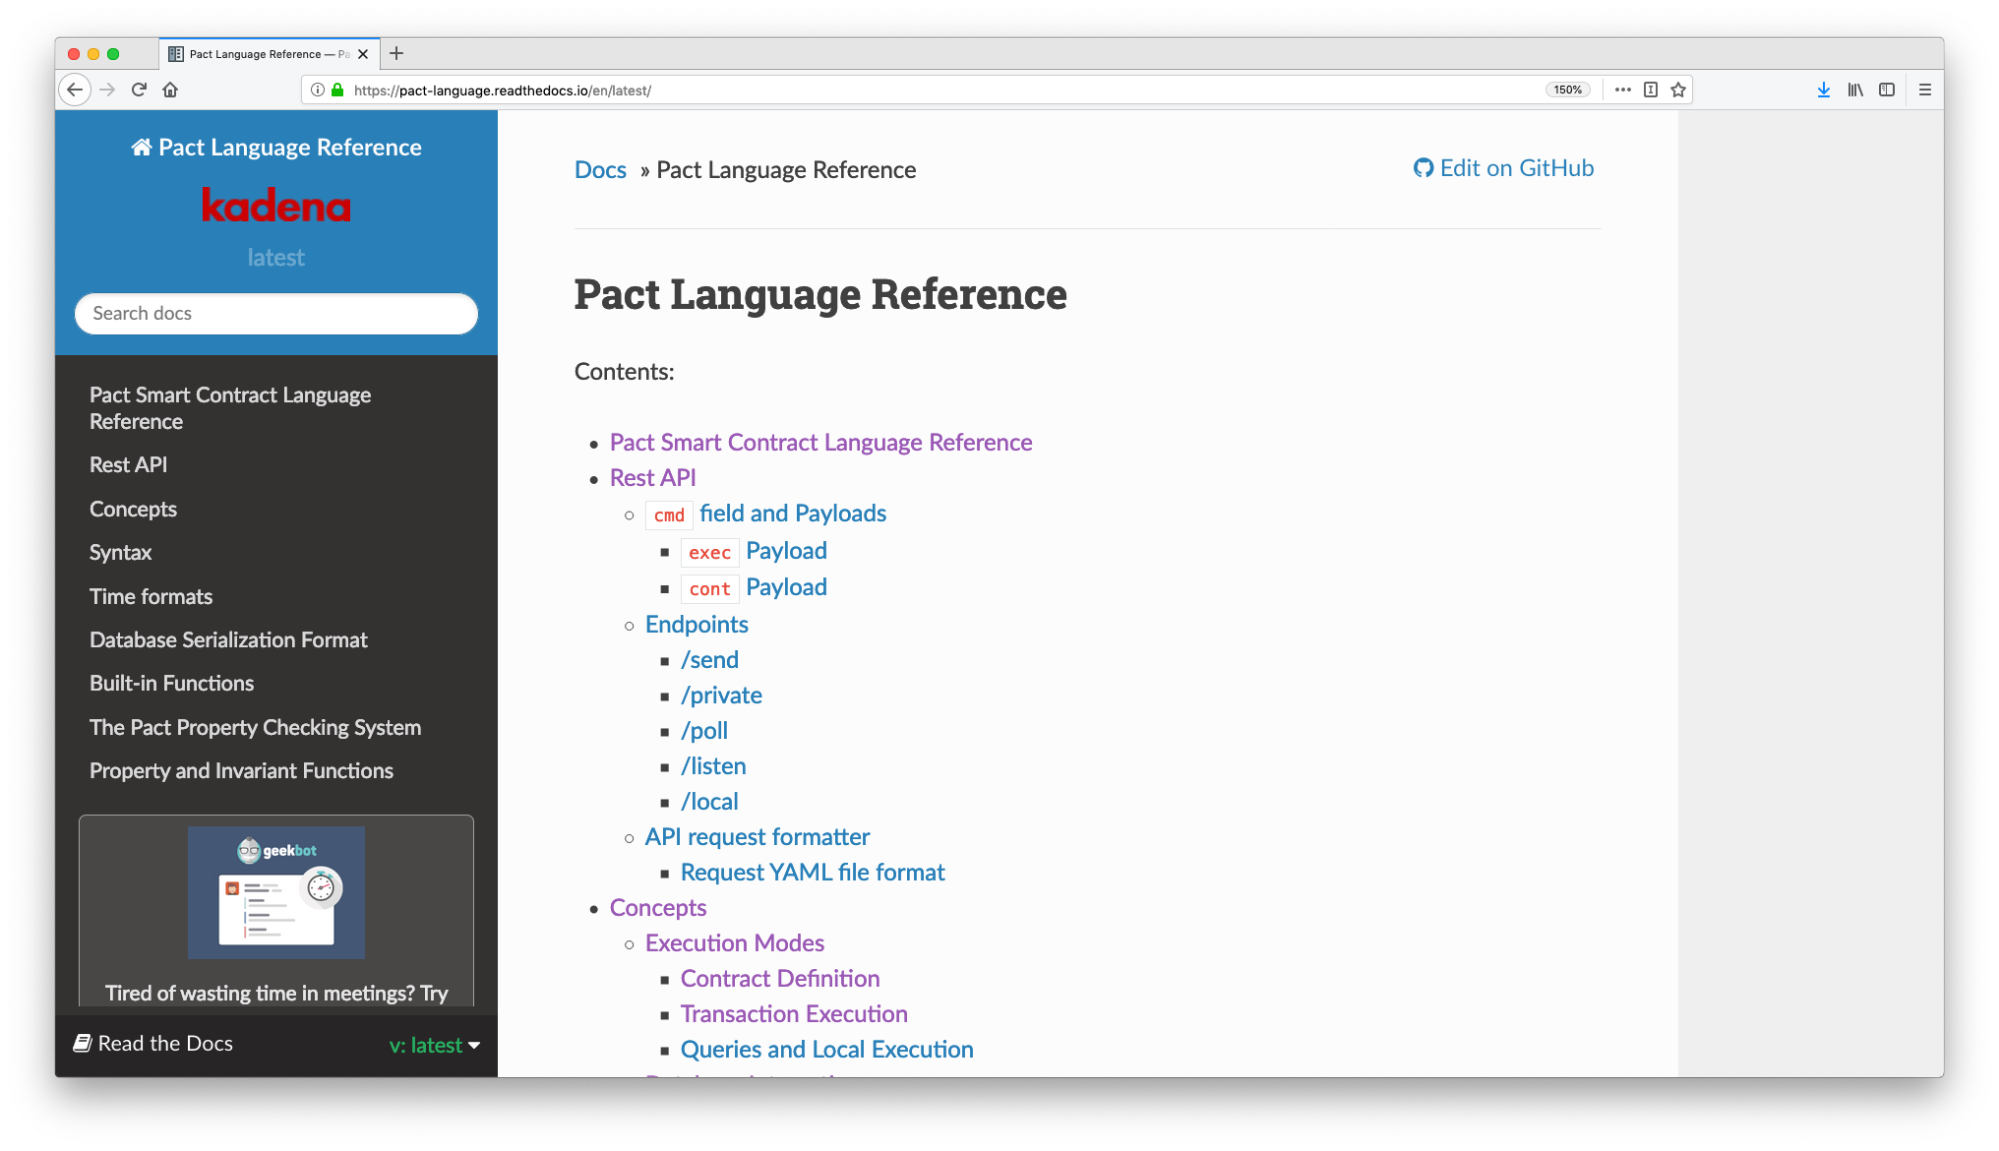 Pact Language Reference — Pa
https://pact-language.readthedocs.io/en/latest/
150%
Pact Language Reference
kadena
latest
Search docs
Pact Smart Contract Language
Reference
Rest API
Concepts
Syntax
Time formats
Database Serialization Format
Built-in Functions
The Pact Property Checking System
Property and Invariant Functions
geekbot
Tired of wasting time in meetings? Try
Read the Docs
v: latest
Docs » Pact Language Reference
Edit on GitHub
Pact Language Reference
Contents:
Pact Smart Contract Language Reference
Rest API
cmd field and Payloads
exec Payload
cont Payload
Endpoints
/send
/private
/poll
/listen
/local
API request formatter
Request YAML file format
Concepts
Execution Modes
Contract Definition
Transaction Execution
Queries and Local Execution